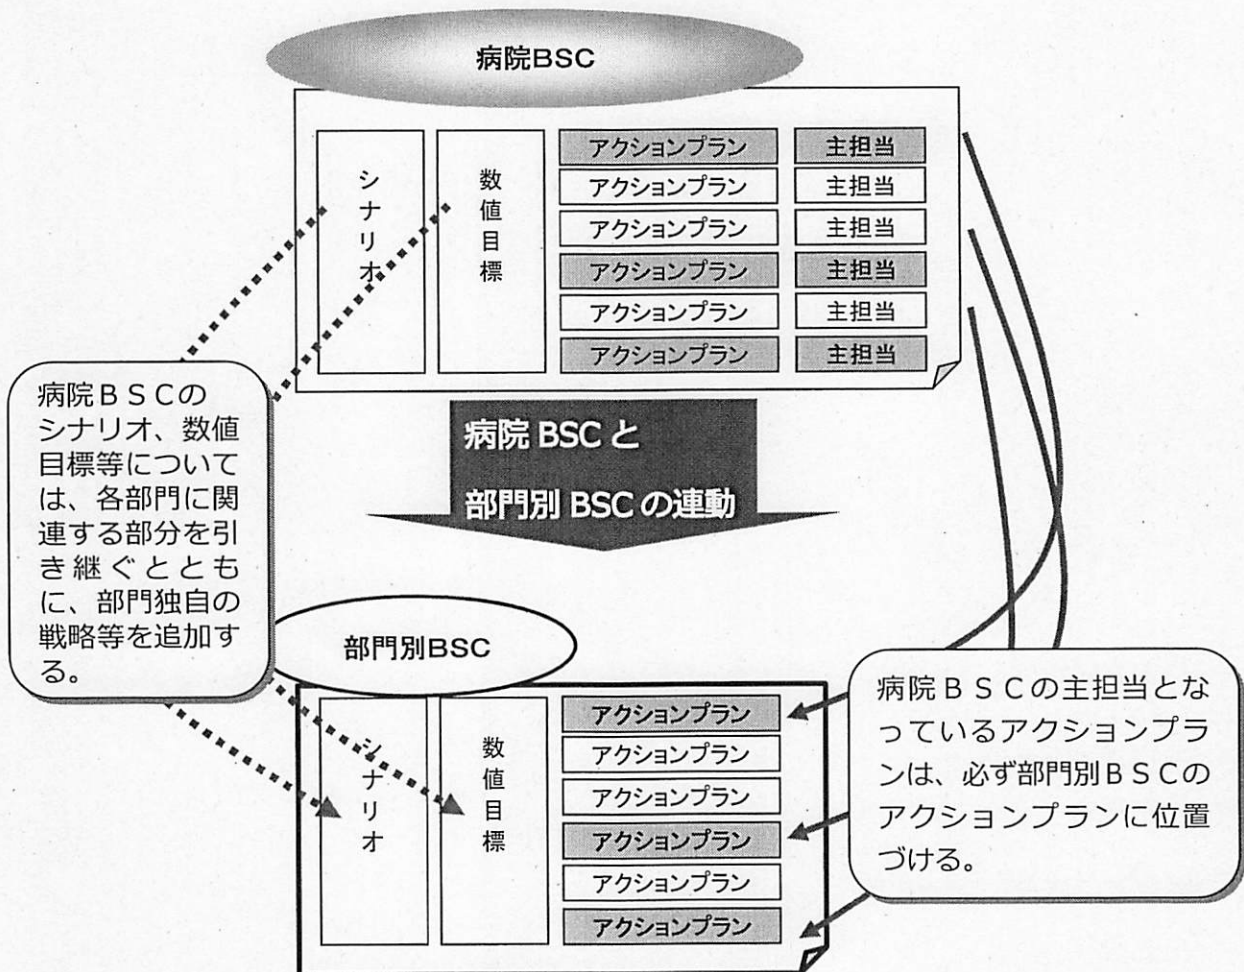 病院BSC
シナリオ
数値目標
アクションプラン 主担当
アクションプラン 主担当
アクションプラン 主担当
アクションプラン 主担当
アクションプラン 主担当
アクションプラン 主担当
病院BSCの
シナリオ、数値
目標等について
は、各部門に関
連する部分を引
き継ぐととも
に、部門独自の
戦略等を追加す
る。
病院 BSC と
部門別 BSC の連動
部門別BSC
シナリオ
数値目標
アクションプラン
アクションプラン
アクションプラン
アクションプラン
アクションプラン
アクションプラン
病院BSCの主担当とな
っているアクションプラ
ンは、必ず部門別BSCの
アクションプランに位置
づける。